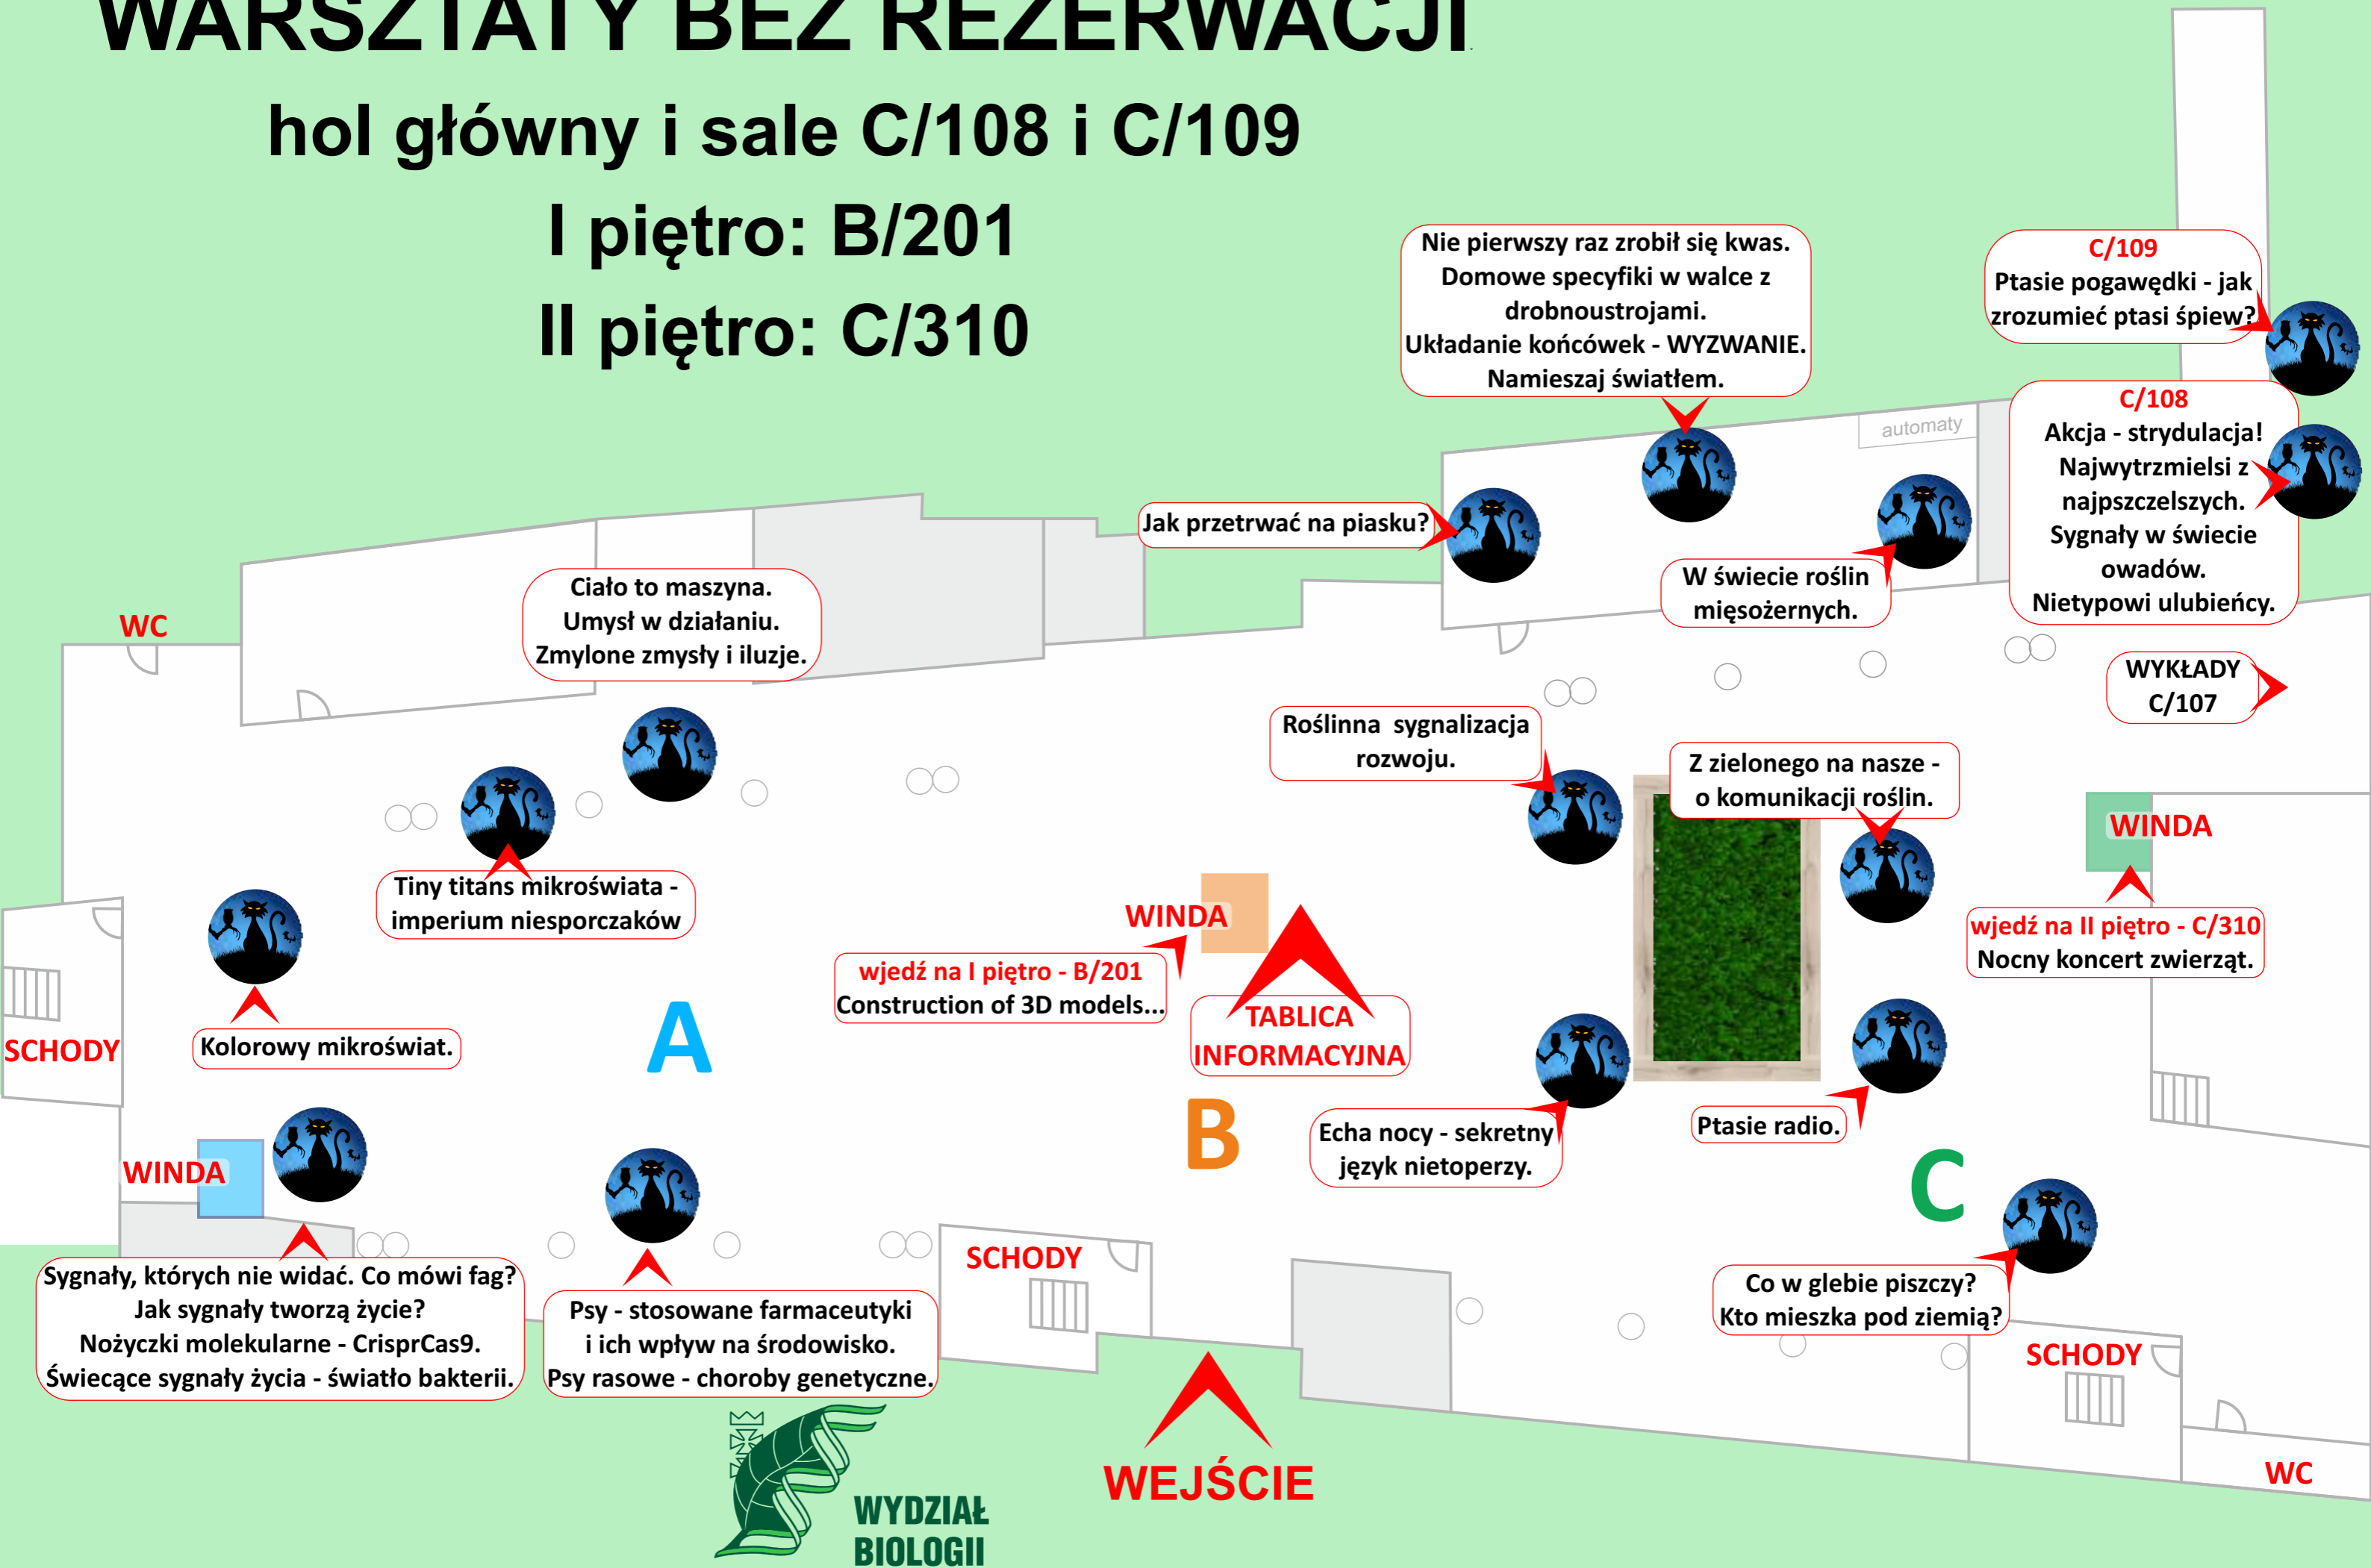 WARSZTATY BEZ REZERWACJI
hol główny i sale C/108 i C/109
I piętro: B/201
II piętro: C/310
Nie pierwszy raz zrobił się kwas.
Domowe specyfiki w walce z
drobnoustrojami.
Układanie końcówek - WYZWANIE.
Namieszaj światłem.
C/109
Ptasie pogawędki - jak
zrozumieć ptasi śpiew?
automaty
C/108
Akcja - strydulacja!
Najwytrzmielsi z
najpszczelszych.
Sygnały w świecie
owadów.
Nietypowi ulubieńcy.
Jak przetrwać na piasku?
W świecie roślin
mięsożernych.
Ciało to maszyna.
Umysł w działaniu.
Zmylone zmysły i iluzje.
WC
WYKŁADY
C/107
Roślinna sygnalizacja
rozwoju.
Z zielonego na nasze -
o komunikacji roślin.
WINDA
Tiny titans mikroświata -
imperium niesporczaków
WINDA
wjedź na I piętro - B/201
Construction of 3D models...
wjedź na II piętro - C/310
Nocny koncert zwierząt.
TABLICA
INFORMACYJNA
SCHODY
Kolorowy mikroświat.
A
B
Echa nocy - sekretny
język nietoperzy.
Ptasie radio.
C
WINDA
SCHODY
Sygnały, których nie widać. Co mówi fag?
Jak sygnały tworzą życie?
Nożyczki molekularne - CrisprCas9.
Świecące sygnały życia - światło bakterii.
Psy - stosowane farmaceutyki
i ich wpływ na środowisko.
Psy rasowe - choroby genetyczne.
Co w glebie piszczy?
Kto mieszka pod ziemią?
SCHODY
WEJŚCIE
WC
WYDZIAŁ
BIOLOGII